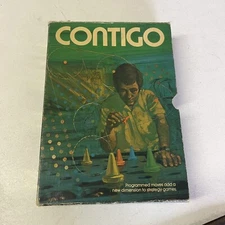 CONTIGO
Programmed moves add a
new dimension to strategy games.